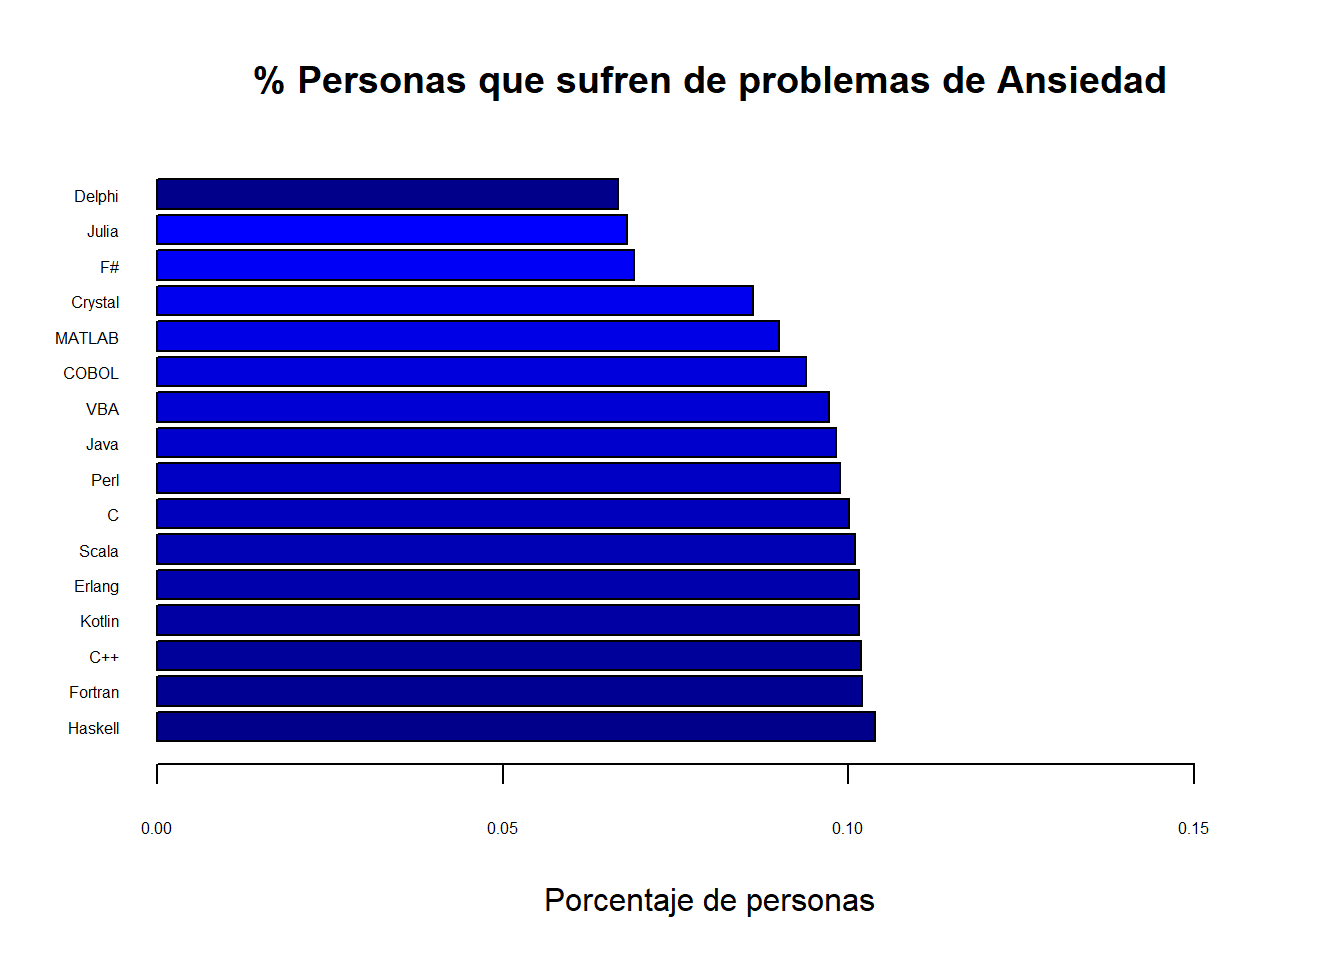 % Personas que sufren de problemas de Ansiedad
Delphi
Julia
F#
Crystal
MATLAB
COBOL
VBA
Java
Perl
C
Scala
Erlang
Kotlin
C++
Fortran
Haskell
0.00 0.05 0.10 0.15
Porcentaje de personas